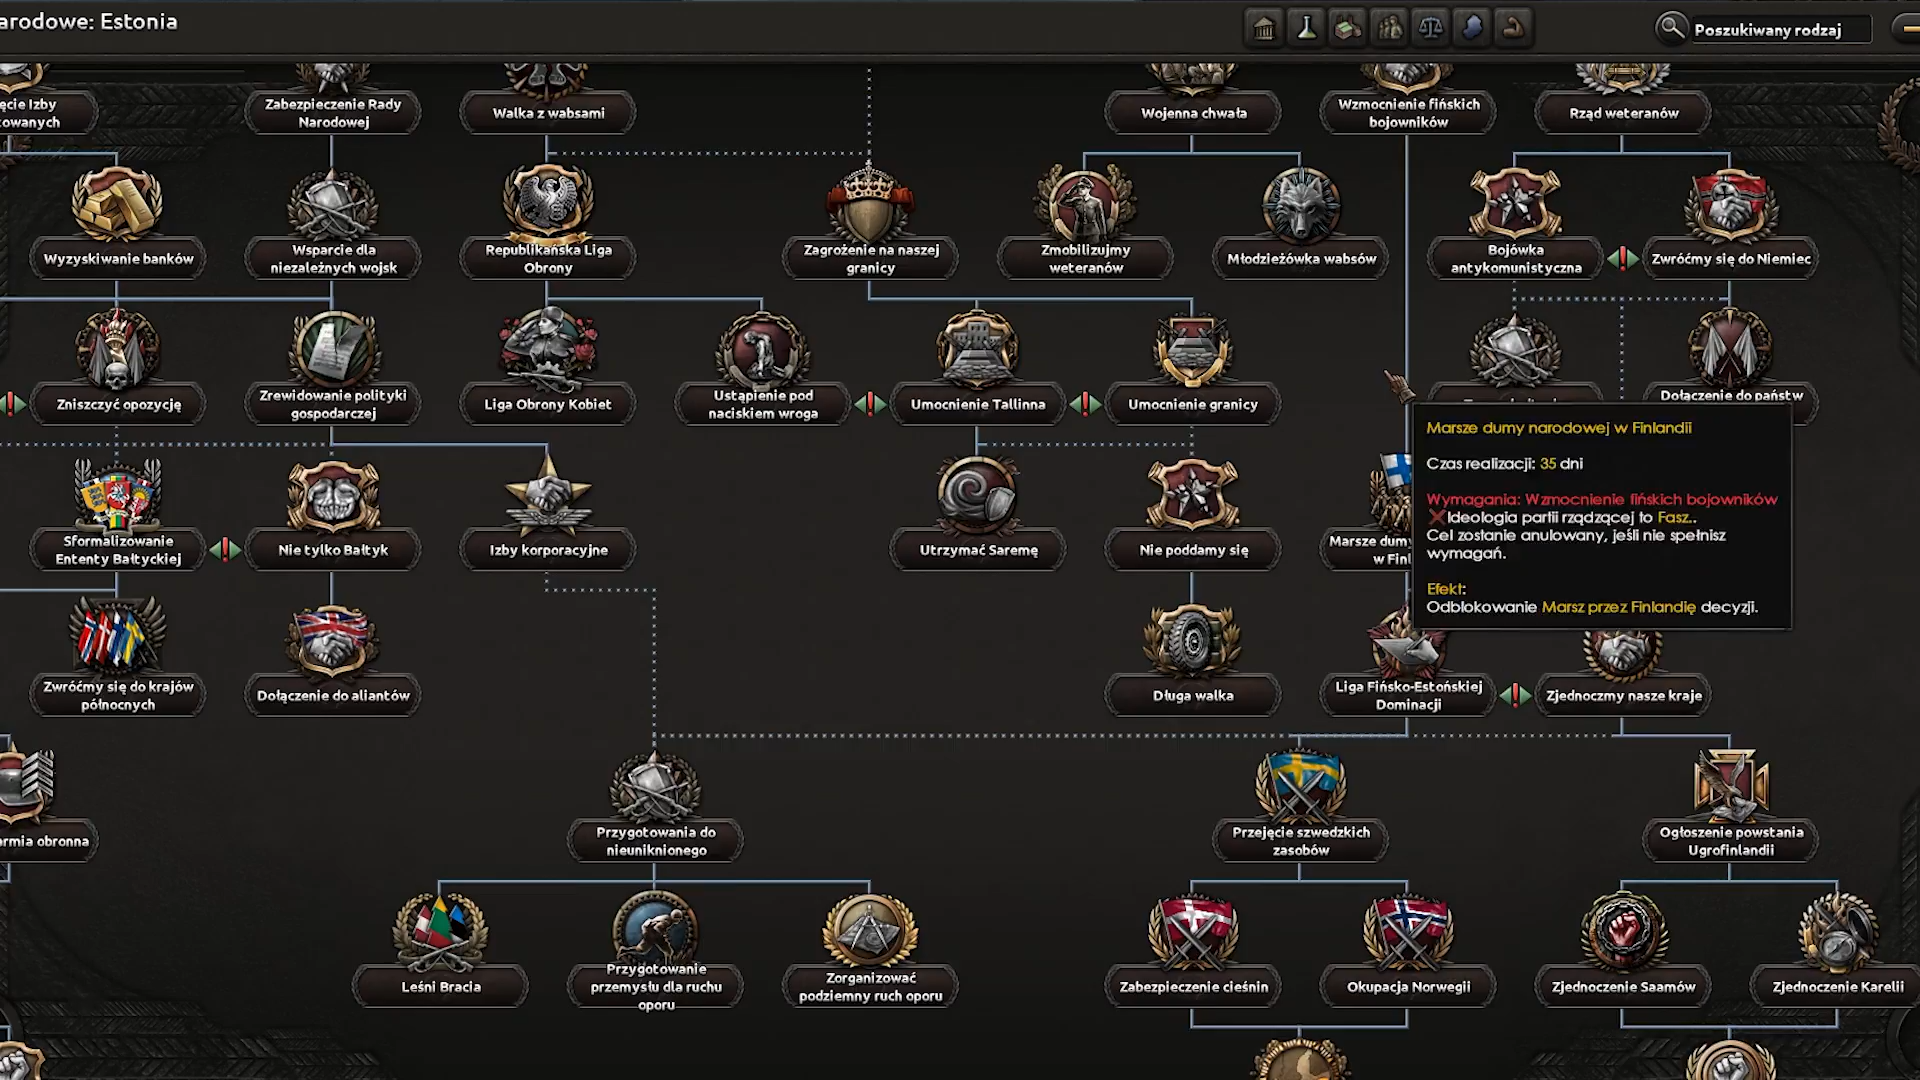 arodowe: Estonia
Poszukiwany rodzaj
ęcie Izby
kowanych
Zabezpieczenie Rady
Narodowej
Walka z wabsami
Wojenna chwała
Wzmocnienie fińskich
bojowników
Rząd weteranów
Wyzyskiwanie banków
Wsparcie dla
niezależnych wojsk
Republikańska Liga
Obrony
Zagrożenie na naszej
granicy
Zmobilizujmy
weteranów
Młodzieżówka wabsów
Bojówka
antykomunistyczna
Zwróćmy się do Niemiec
Zniszczyć opozycję
Zrewidowanie polityki
gospodarczej
Liga Obrony Kobiet
Ustąpienie pod
naciskiem wroga
Umocnienie Tallinna
Umocnienie granicy
Dołączenie do państw
Marsze dumy narodowej w Finlandii
Czas realizacji: 35 dni
Wymagania: Wzmocnienie fińskich bojowników
Ideologia partii rządzącej to Fasz..
Cel zostanie anulowany, jeśli nie spełnisz
wymagań.
Efekt:
Odblokowanie Marsz przez Finlandię decyzji.
Sformalizowanie
Ententy Bałtyckiej
Nie tylko Bałtyk
Izby korporacyjne
Utrzymać Saremę
Nie poddamy się
Marsze dumy
w Finl
Zwróćmy się do krajów
północnych
Dołączenie do aliantów
Długa walka
Liga Fińsko-Estońskiej
Dominacji
Zjednoczmy nasze kraje
armia obronna
Przygotowania do
nieuniknionego
Przejęcie szwedzkich
zasobów
Ogłoszenie powstania
Ugrofinlandii
Leśni Bracia
Przygotowanie
przemysłu dla ruchu
oporu
Zorganizować
podziemny ruch oporu
Zabezpieczenie cieśnin
Okupacja Norwegii
Zjednoczenie Saamów
Zjednoczenie Karelii